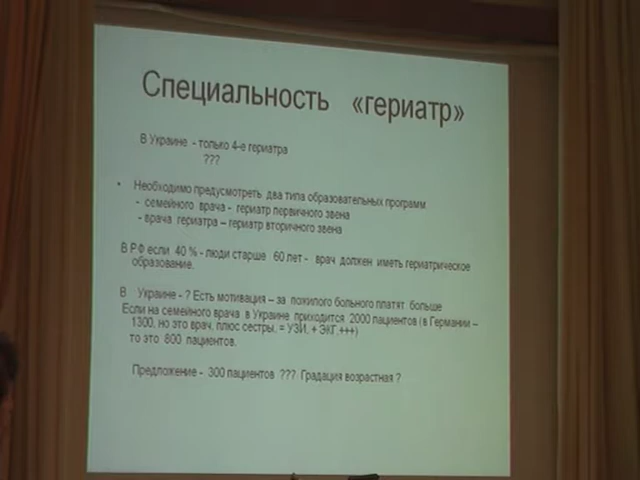 Специальность «гериатр»
В Украине - только 4-е гериатра
???
• Необходимо предусмотреть два типа образовательных программ
- семейного врача - гериатр первичного звена
- врача гериатра – гериатр вторичного звена
В РФ если 40 % - люди старше 60 лет - врач должен иметь гериатрическое
образование.
В Украине - ? Есть мотивация – за пожилого больного платят больше
Если на семейного врача в Украине приходится 2000 пациентов (в Германии –
1300, но это врач, плюс сестры, = УЗИ, + ЭКГ,+++)
то это 800 пациентов.
Предложение - 300 пациентов ??? Градация возрастная ?